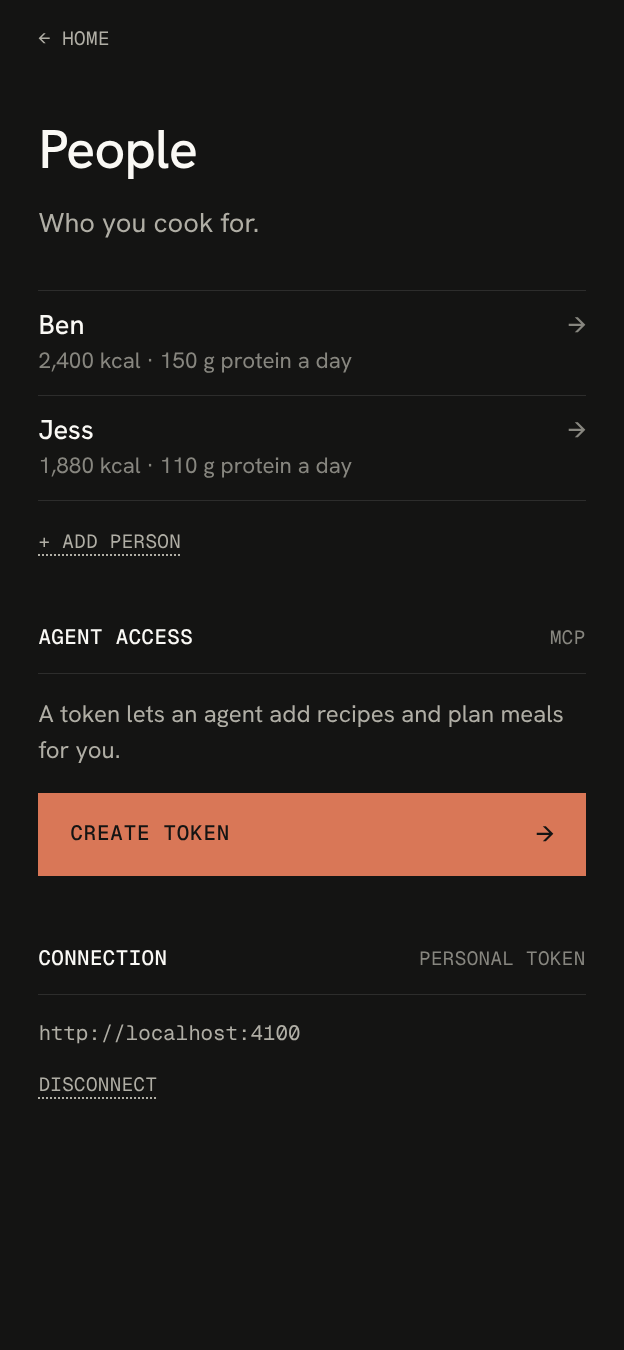 ← HOME
People
Who you cook for.
Ben →
2,400 kcal · 150 g protein a day
Jess →
1,880 kcal · 110 g protein a day
+ ADD PERSON
AGENT ACCESS MCP
A token lets an agent add recipes and plan meals
for you.
CREATE TOKEN →
CONNECTION PERSONAL TOKEN
http://localhost:4100
DISCONNECT